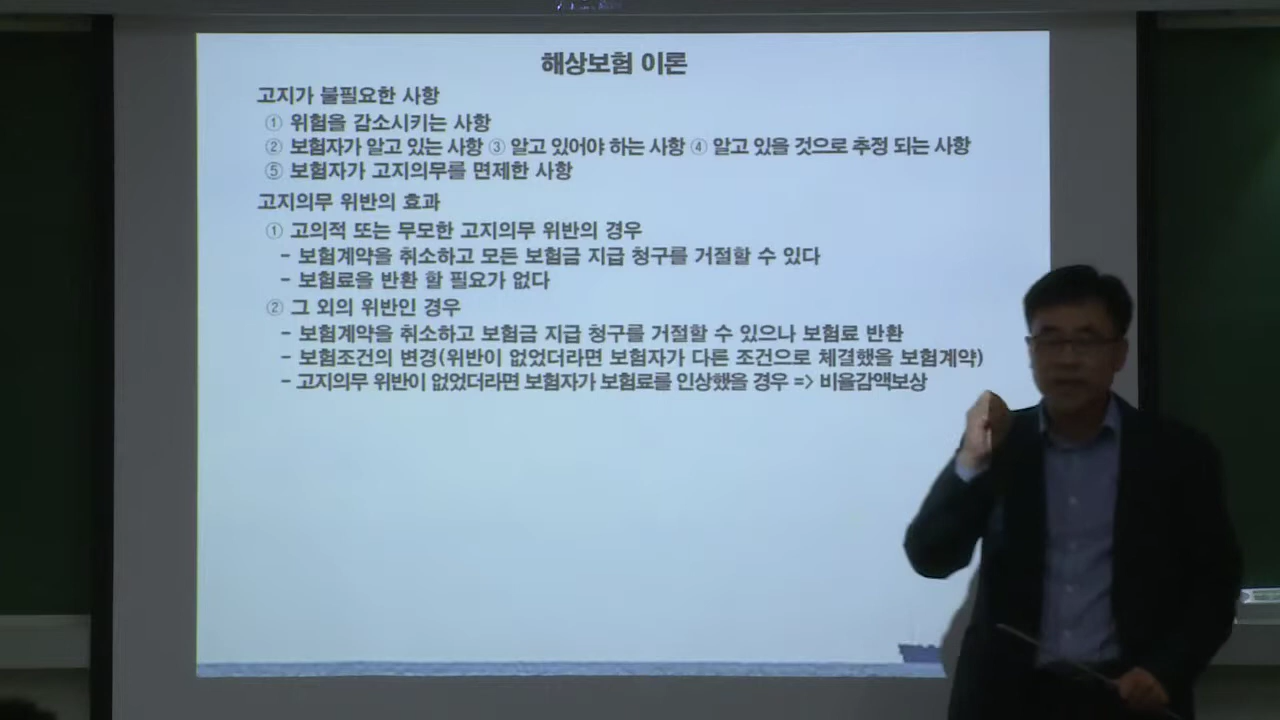 해상보험 이론
고지가 불필요한 사항
① 위험을 감소시키는 사항
② 보험자가 알고 있는 사항 ③ 알고 있어야 하는 사항 ④ 알고 있을 것으로 추정 되는 사항
⑤ 보험자가 고지의무를 면제한 사항
고지의무 위반의 효과
① 고의적 또는 무모한 고지의무 위반의 경우
- 보험계약을 취소하고 모든 보험금 지급 청구를 거절할 수 있다
- 보험료을 반환 할 필요가 없다
② 그 외의 위반인 경우
- 보험계약을 취소하고 보험금 지급 청구를 거절할 수 있으나 보험료 반환
- 보험조건의 변경(위반이 없었더라면 보험자가 다른 조건으로 체결했을 보험계약)
- 고지의무 위반이 없었더라면 보험자가 보험료를 인상했을 경우 => 비율감액보상